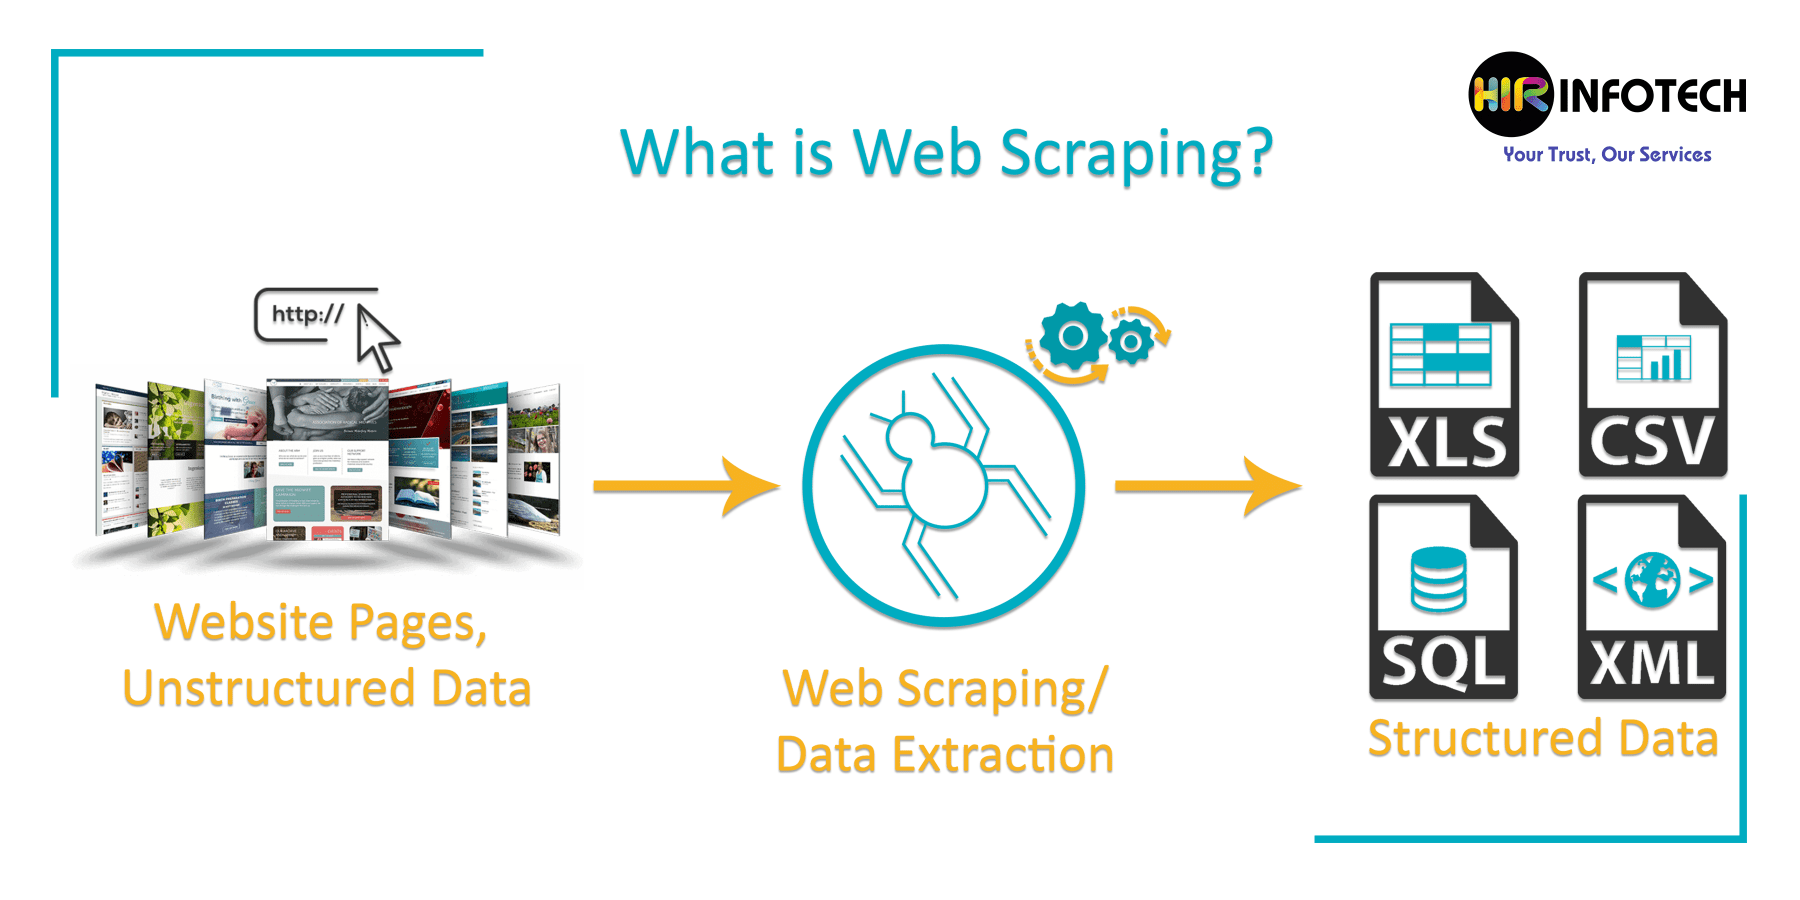 HIR INFOTECH
Your Trust, Our Services
What is Web Scraping?
http://
Website Pages,
Unstructured Data
Web Scraping/
Data Extraction
XLS
CSV
SQL
XML
Structured Data